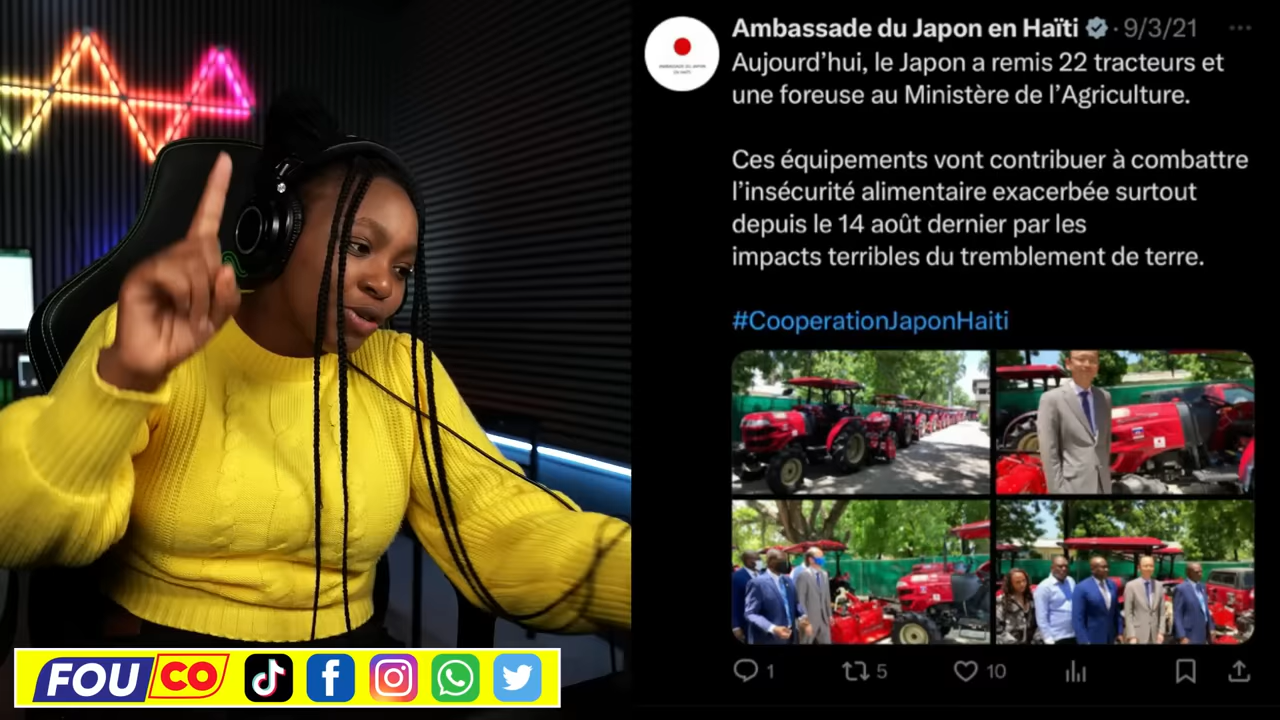 Ambassade du Japon en Haïti · 9/3/21
Aujourd’hui, le Japon a remis 22 tracteurs et
une foreuse au Ministère de l’Agriculture.
Ces équipements vont contribuer à combattre
l’insécurité alimentaire exacerbée surtout
depuis le 14 août dernier par les
impacts terribles du tremblement de terre.
#CooperationJaponHaiti
1 5 10
FOUCO